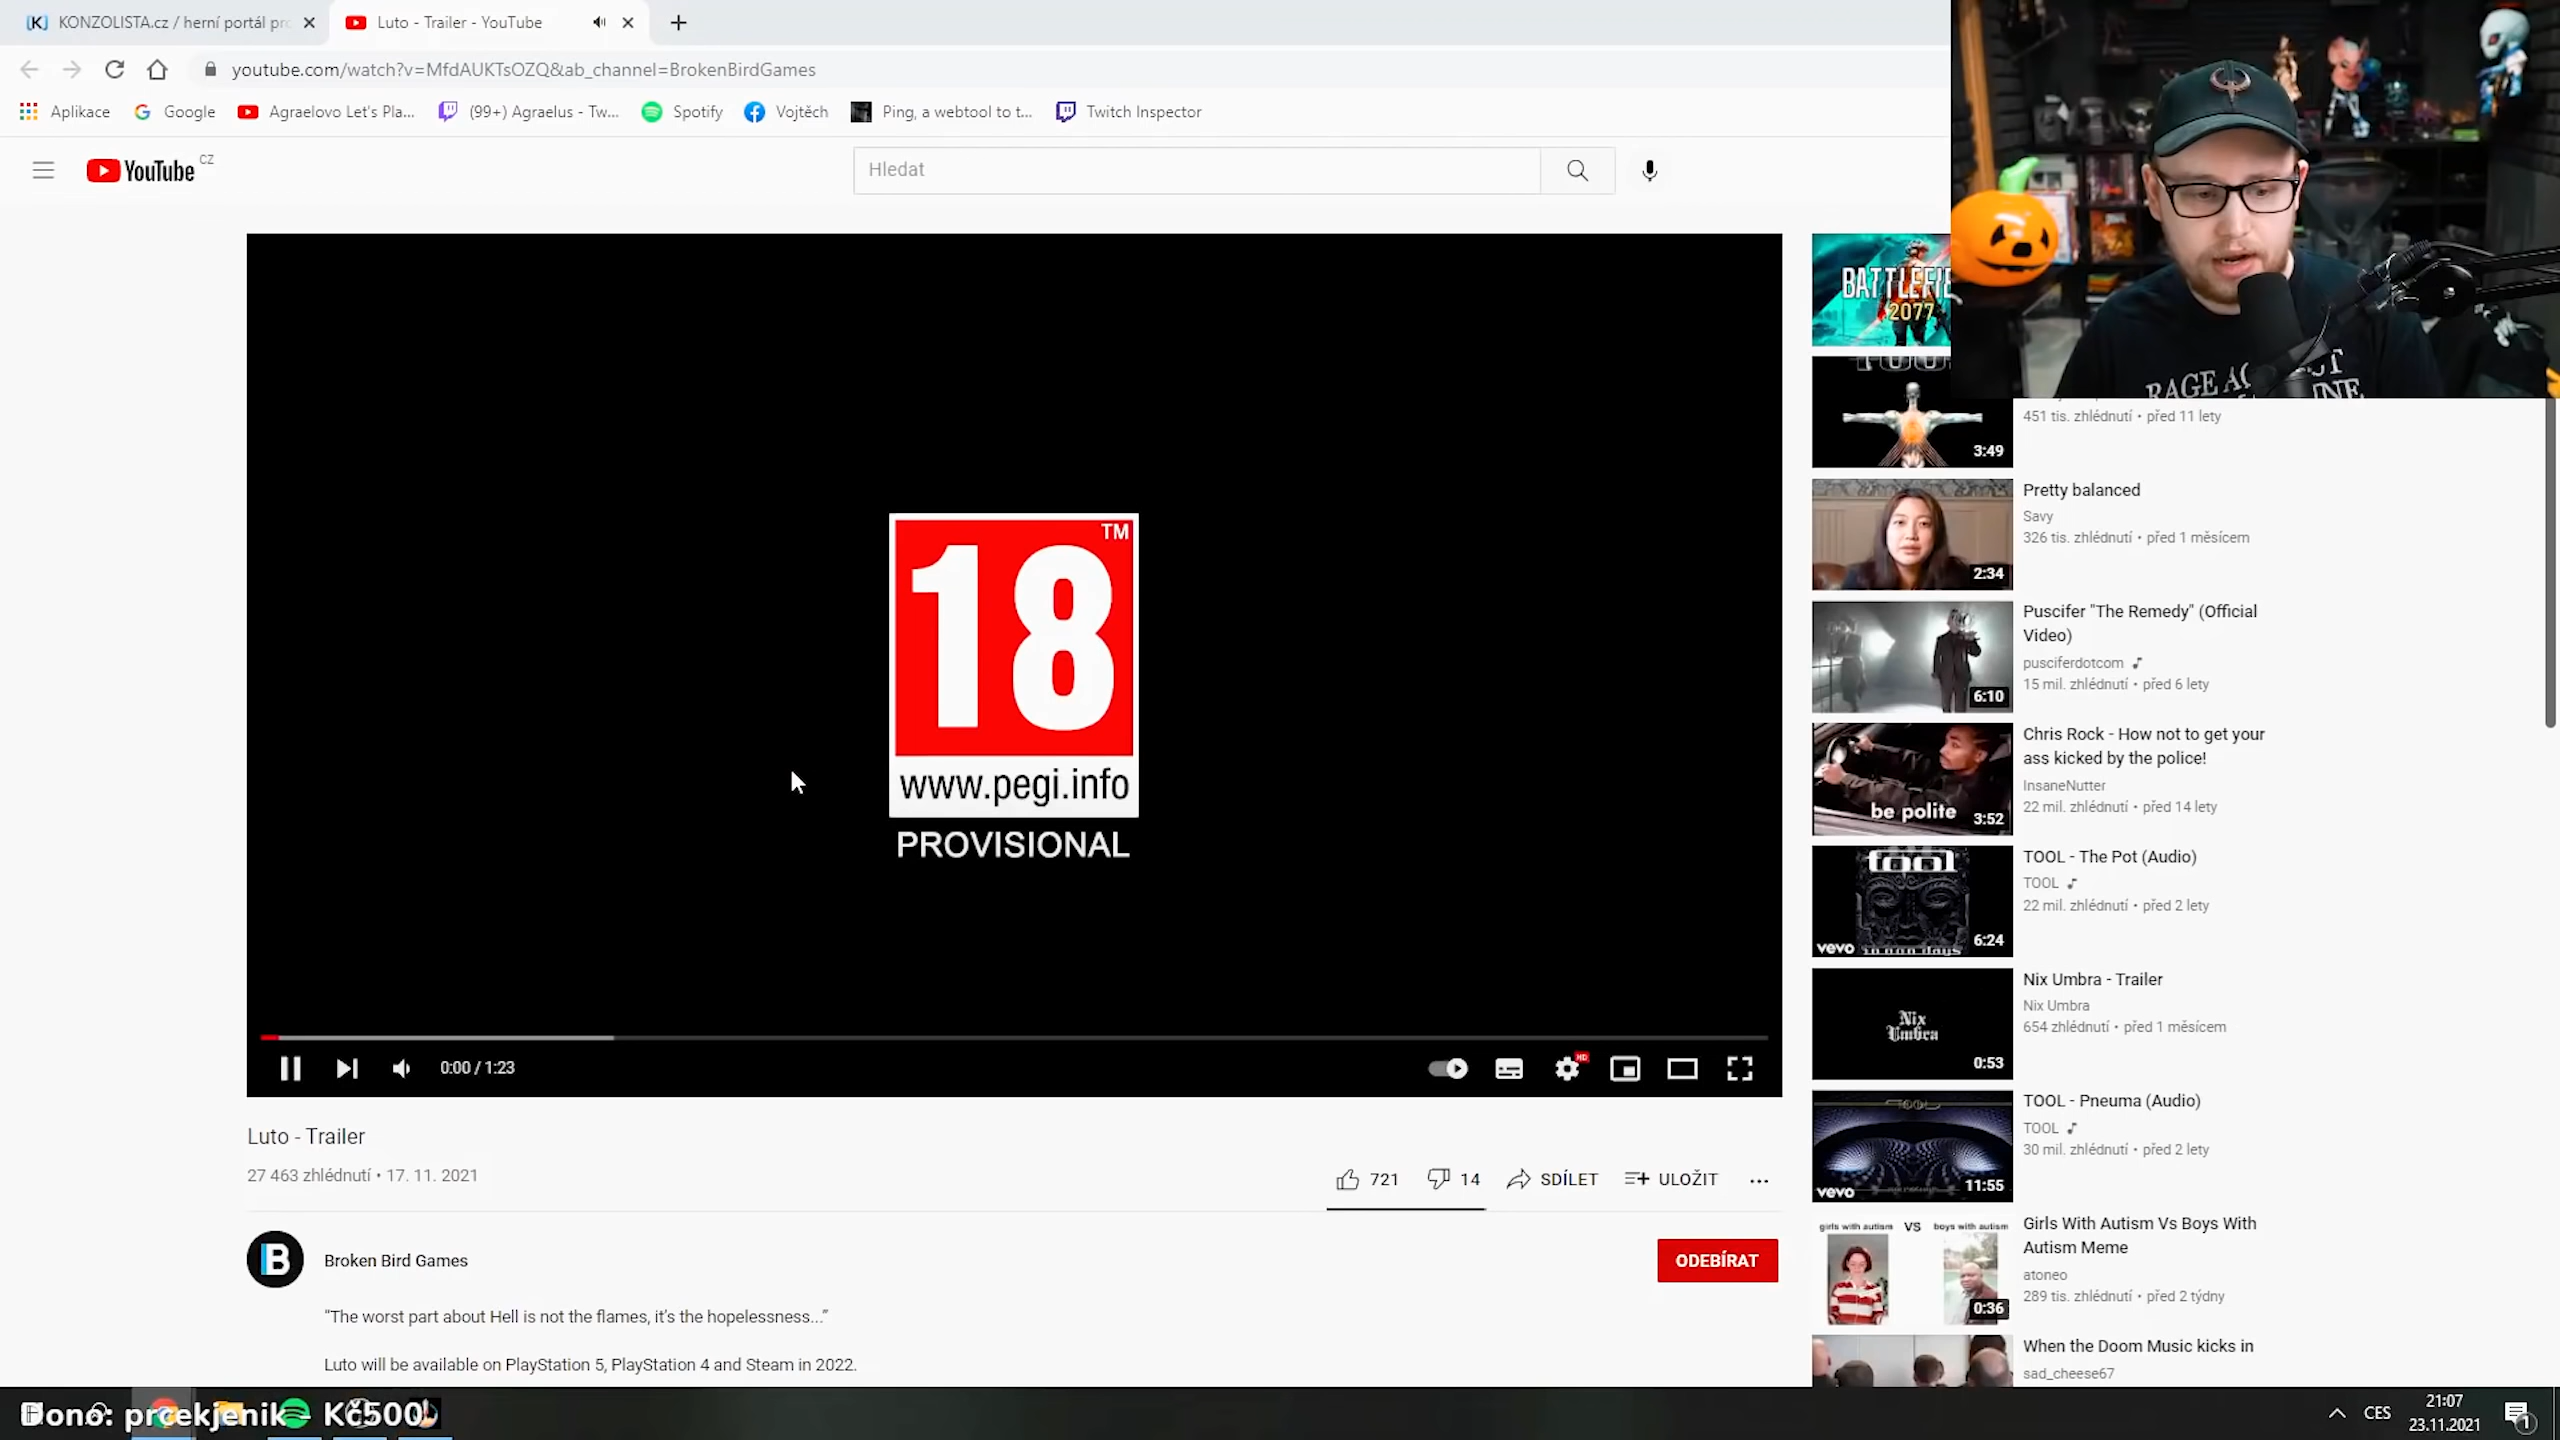 KONZOLISTA.cz / herní portál pro
Luto - Trailer - YouTube
youtube.com/watch?v=MfdAUKTsOZQ&ab_channel=BrokenBirdGames
Aplikace
Google
Agraelovo Let's Pla...
(99+) Agraelus - Tw...
Spotify
Vojtěch
Ping, a webtool to t...
Twitch Inspector
YouTube CZ
Hledat
18 TM
www.pegi.info
PROVISIONAL
0:00 / 1:23
HD
Luto - Trailer
27 463 zhlédnutí • 17. 11. 2021
721
14
SDÍLET
ULOŽIT
B
Broken Bird Games
ODEBÍRAT
"The worst part about Hell is not the flames, it's the hopelessness..."
Luto will be available on PlayStation 5, PlayStation 4 and Steam in 2022.
2077
3:49
451 tis. zhlédnutí • před 11 lety
2:34
Pretty balanced
Savy
326 tis. zhlédnutí • před 1 měsícem
6:10
Puscifer "The Remedy" (Official
Video)
pusciferdotcom
15 mil. zhlédnutí • před 6 lety
be polite
3:52
Chris Rock - How not to get your
ass kicked by the police!
InsaneNutter
22 mil. zhlédnutí • před 14 lety
tool
vevo
6:24
TOOL - The Pot (Audio)
TOOL
22 mil. zhlédnutí • před 2 lety
Nix
Umbra
0:53
Nix Umbra - Trailer
Nix Umbra
654 zhlédnutí • před 1 měsícem
TOOL
vevo
11:55
TOOL - Pneuma (Audio)
TOOL
30 mil. zhlédnutí • před 2 lety
girls with autism VS boys with autism
0:36
Girls With Autism Vs Boys With
Autism Meme
atoneo
289 tis. zhlédnutí • před 2 týdny
When the Doom Music kicks in
sad_cheese67
RAGE
Dono: prcekjenik - Kč500
CES
21:07
23.11.2021
1